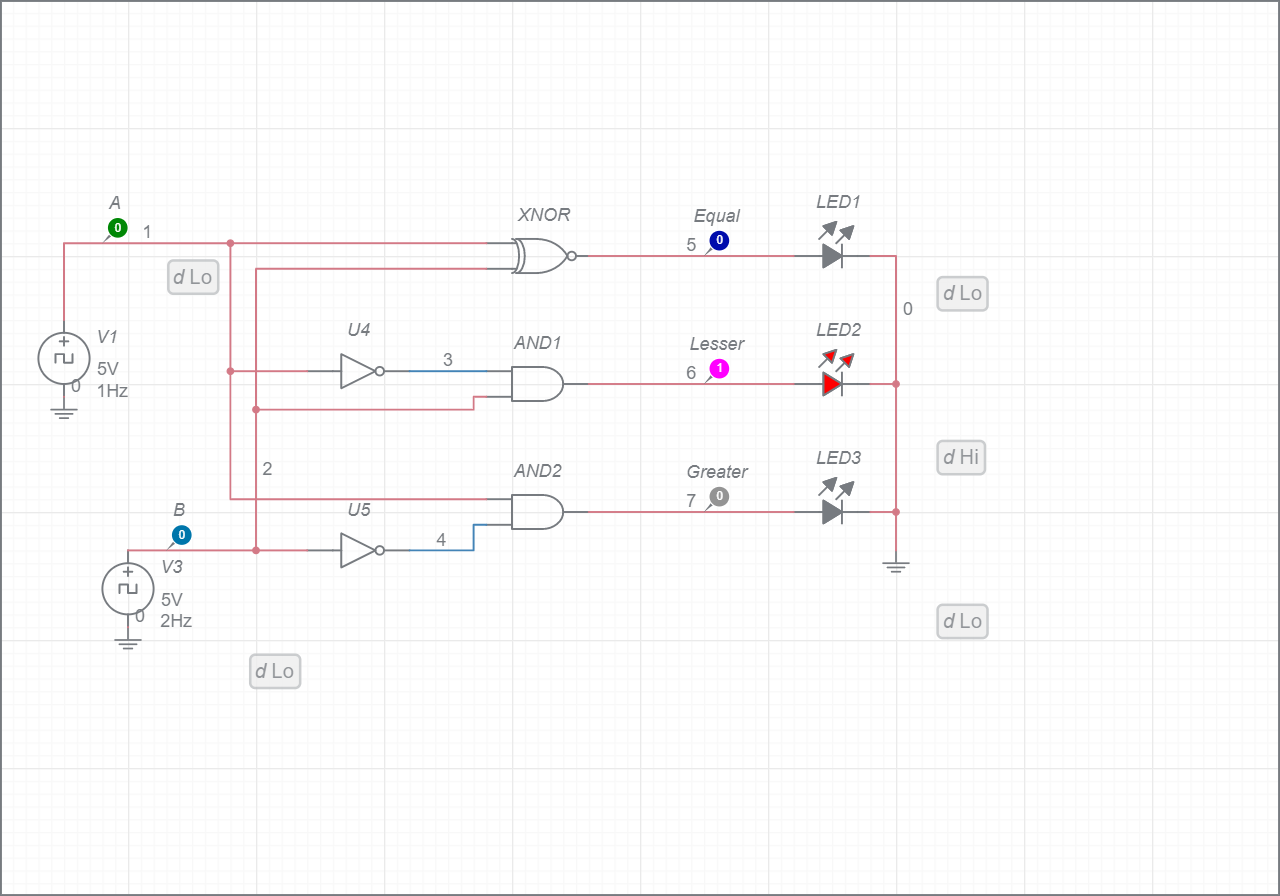 A
0
1
d Lo
V1
5V
1Hz
0
XNOR
Equal
5
0
LED1
d Lo
0
U4
3
AND1
Lesser
6
1
LED2
2
d Hi
AND2
Greater
7
0
LED3
B
0
U5
4
V3
5V
2Hz
0
d Lo
d Lo